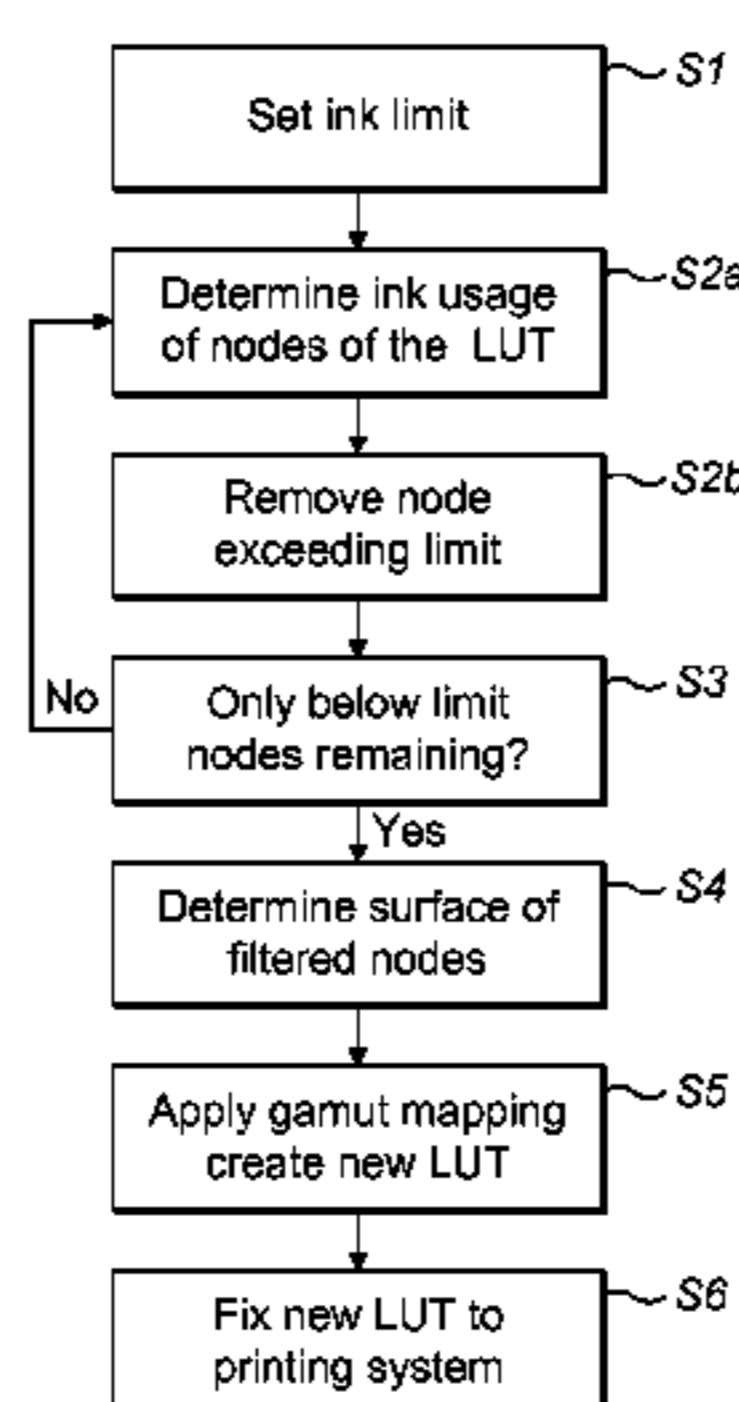 Set ink limit
S1
Determine ink usage
of nodes of the LUT
S2a
Remove node
exceeding limit
S2b
Only below limit
nodes remaining?
S3
No
Yes
Determine surface of
filtered nodes
S4
Apply gamut mapping
create new LUT
S5
Fix new LUT to
printing system
S6